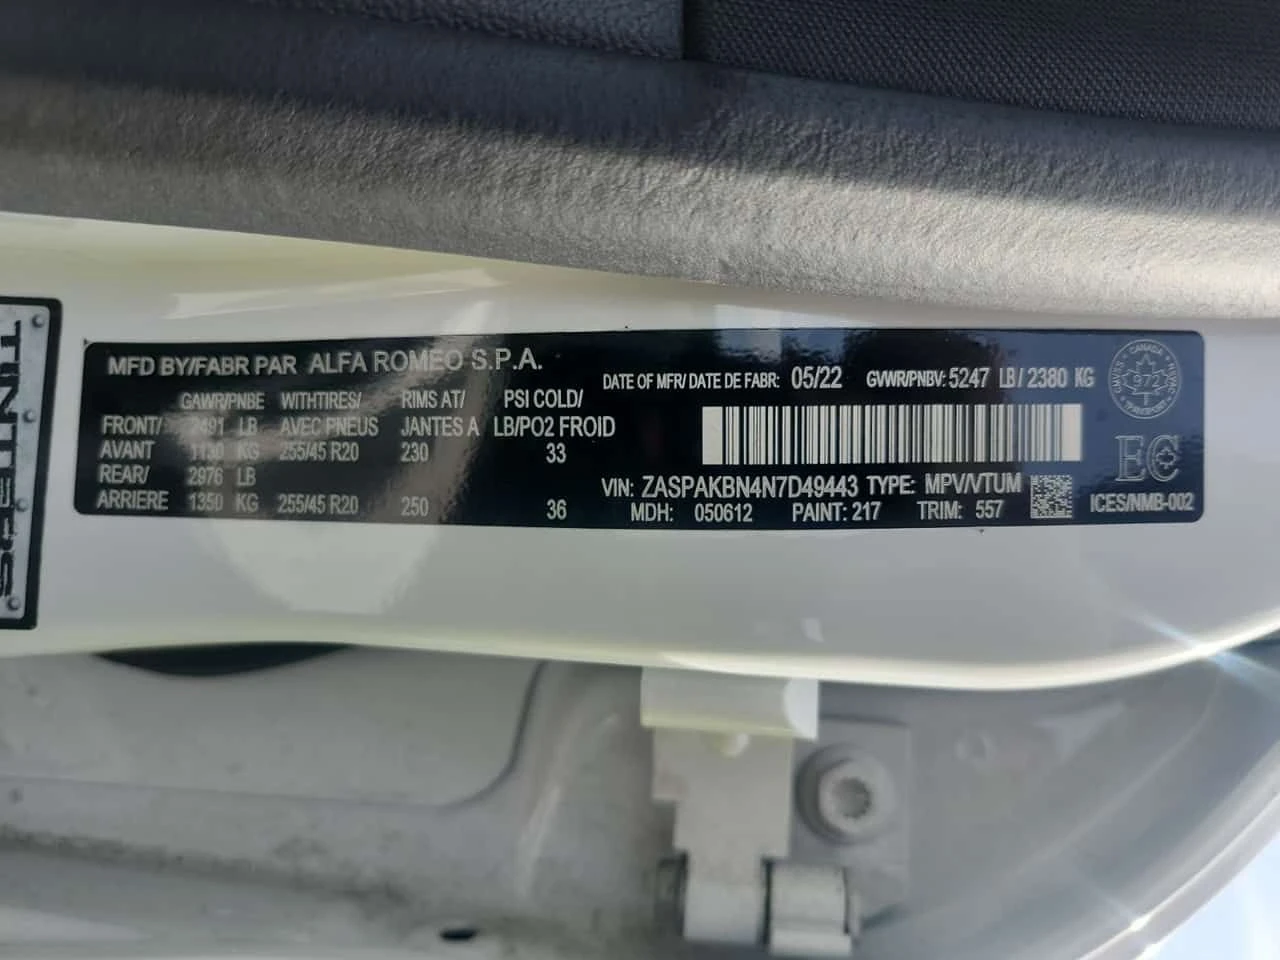 MFD BY/FABR PAR ALFA ROMEO S.P.A.
DATE OF MFR/ DATE DE FABR: 05/22 GVWR/PNBV: 5247 LB / 2380 KG
GAWR/PNBE WITHTIRES/ RIMS AT/ PSI COLD/
FRONT/ 2491 LB AVEC PNEUS JANTES A LB/PO2 FROID
AVANT 1130 KG 255/45 R20 230 33
REAR/ 2976 LB
ARRIERE 1350 KG 255/45 R20 250 36
VIN: ZASPAKBN4N7D49443 TYPE: MPV/VTUM
MDH: 050612 PAINT: 217 TRIM: 557
CANADA
TRANSPORT
EC
ICES/NMB-002